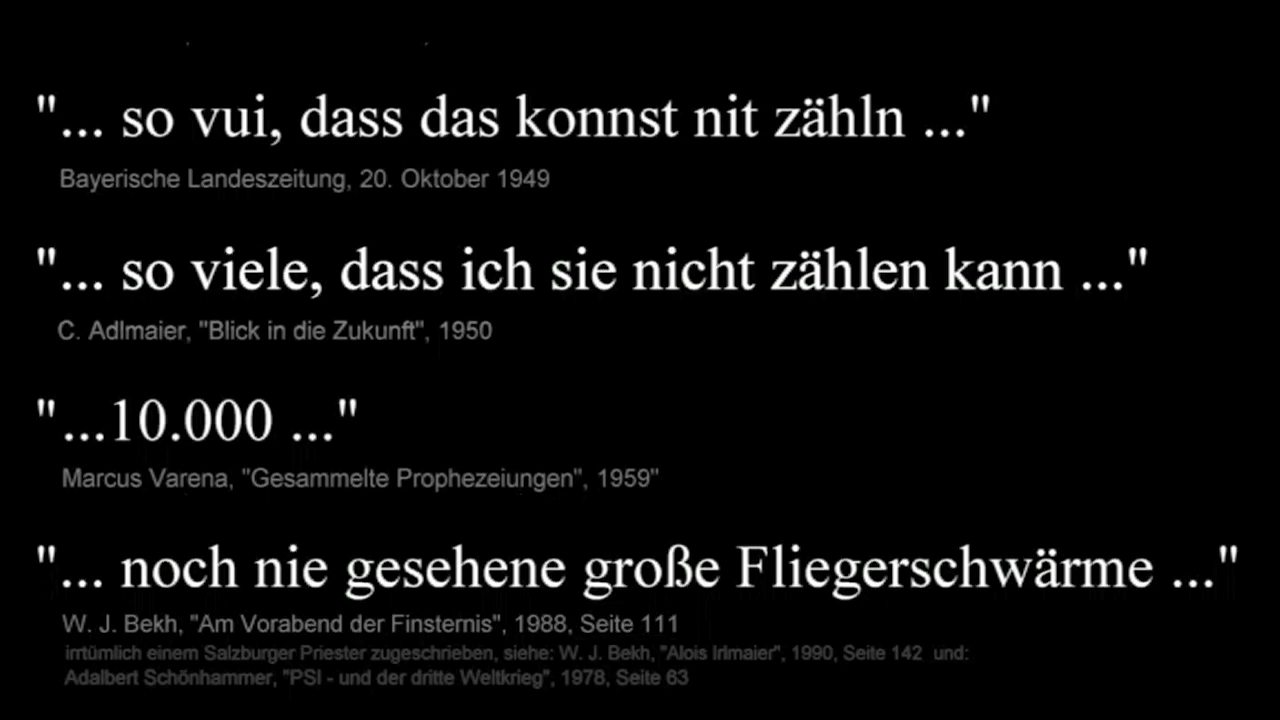 "... so vui, dass das konnst nit zähln ..."
Bayerische Landeszeitung, 20. Oktober 1949
"... so viele, dass ich sie nicht zählen kann ..."
C. Adlmaier, "Blick in die Zukunft", 1950
"...10.000 ..."
Marcus Varena, "Gesammelte Prophezeiungen", 1959"
"... noch nie gesehene große Fliegerschwärme ..."
W. J. Bekh, "Am Vorabend der Finsternis", 1988, Seite 111
irrtümlich einem Salzburger Priester zugeschrieben, siehe: W. J. Bekh, "Alois Irlmaier", 1990, Seite 142 und:
Adalbert Schönhammer, "PSI - und der dritte Weltkrieg", 1978, Seite 63